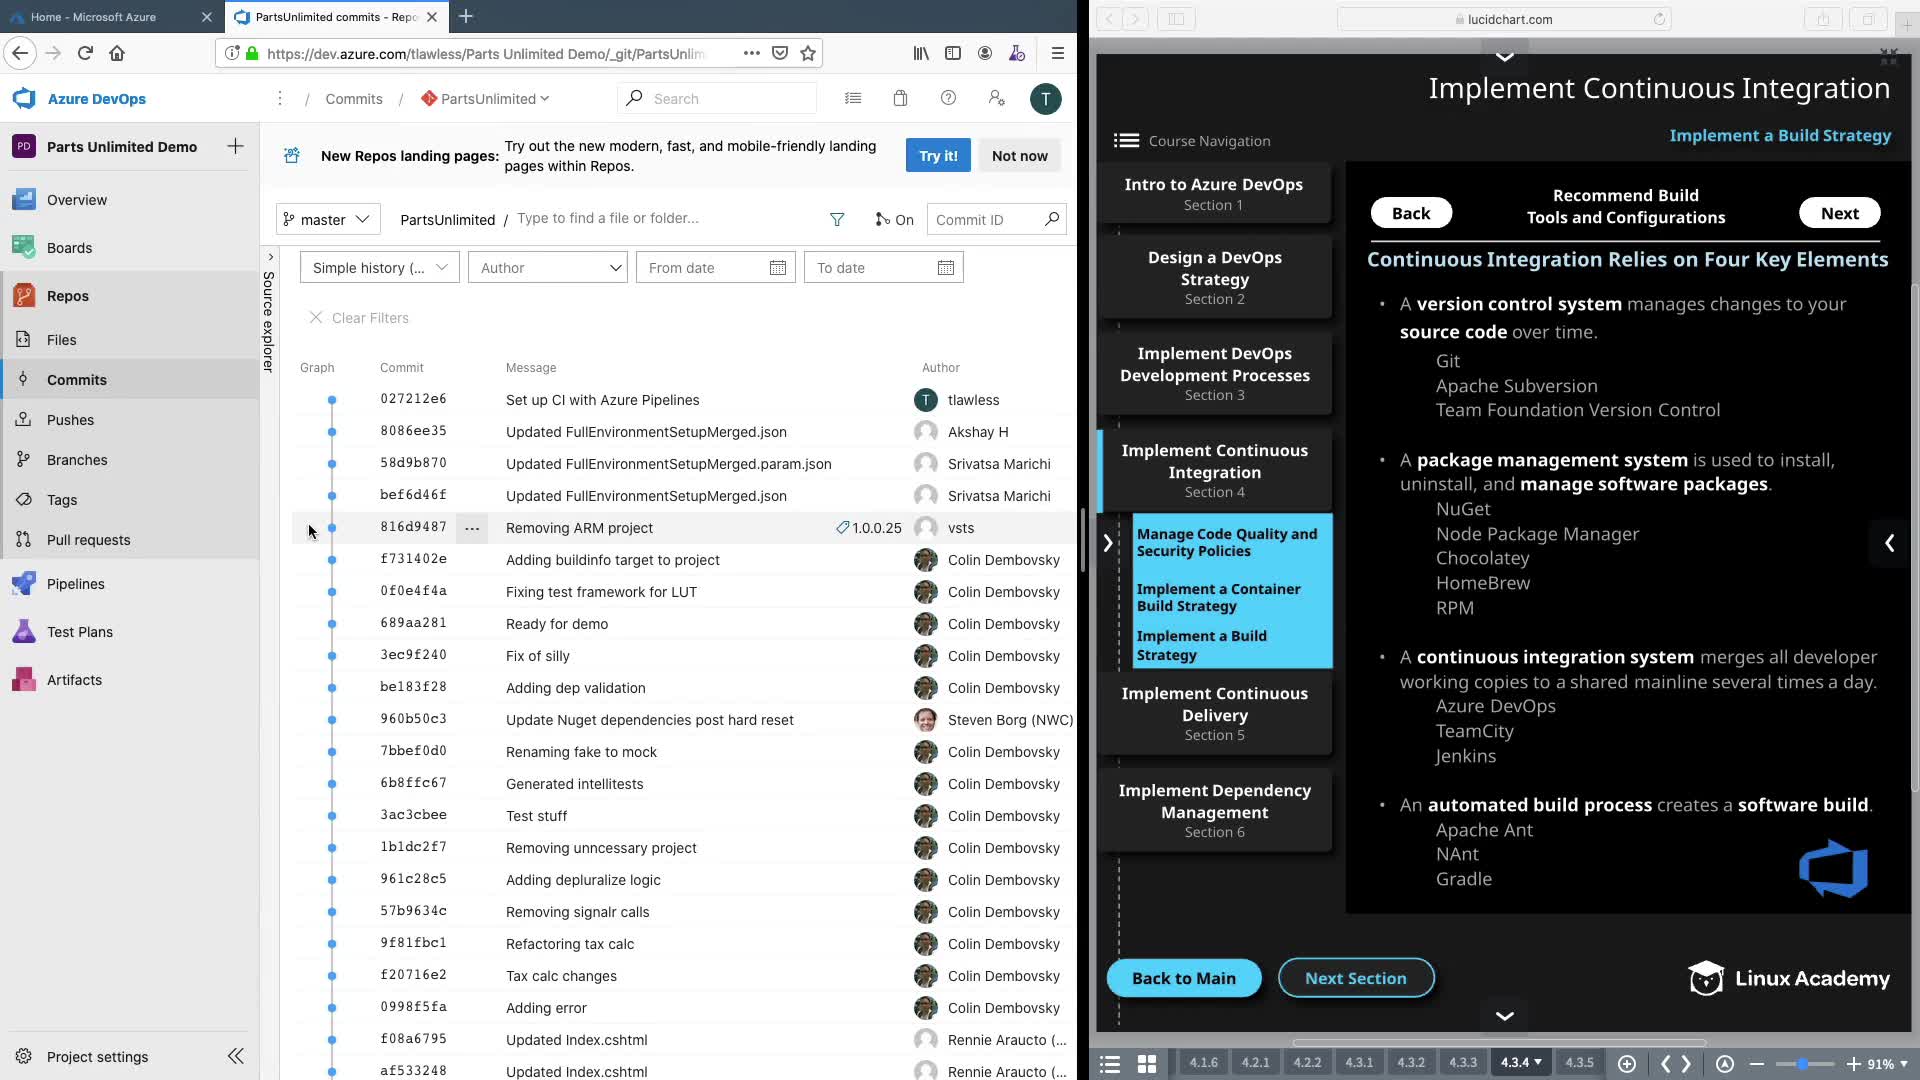 Home - Microsoft Azure
PartsUnlimited commits - Repo
https://dev.azure.com/tlawless/Parts Unlimited Demo/_git/PartsUnlim
Azure DevOps
/ Commits / PartsUnlimited
Search
T
PD Parts Unlimited Demo
Overview
Boards
Repos
Files
Commits
Pushes
Branches
Tags
Pull requests
Pipelines
Test Plans
Artifacts
Project settings
New Repos landing pages: Try out the new modern, fast, and mobile-friendly landing
pages within Repos.
Try it!
Not now
master
PartsUnlimited / Type to find a file or folder...
On
Commit ID
Source explorer
Simple history (...
Author
From date
To date
Clear Filters
Graph Commit Message Author
027212e6 Set up CI with Azure Pipelines T tlawless
8086ee35 Updated FullEnvironmentSetupMerged.json Akshay H
58d9b870 Updated FullEnvironmentSetupMerged.param.json Srivatsa Marichi
bef6d46f Updated FullEnvironmentSetupMerged.json Srivatsa Marichi
816d9487 ... Removing ARM project 1.0.0.25 vsts
f731402e Adding buildinfo target to project Colin Dembovsky
0f0e4f4a Fixing test framework for LUT Colin Dembovsky
689aa281 Ready for demo Colin Dembovsky
3ec9f240 Fix of silly Colin Dembovsky
be183f28 Adding dep validation Colin Dembovsky
960b50c3 Update Nuget dependencies post hard reset Steven Borg (NWC)
7bbef0d0 Renaming fake to mock Colin Dembovsky
6b8ffc67 Generated intellitests Colin Dembovsky
3ac3cbee Test stuff Colin Dembovsky
1b1dc2f7 Removing unncessary project Colin Dembovsky
961c28c5 Adding depluralize logic Colin Dembovsky
57b9634c Removing signalr calls Colin Dembovsky
9f81fbc1 Refactoring tax calc Colin Dembovsky
f20716e2 Tax calc changes Colin Dembovsky
0998f5fa Adding error Colin Dembovsky
f08a6795 Updated Index.cshtml Rennie Araucto (...
af533248 Updated Index.cshtml Rennie Araucto (...
lucidchart.com
Implement Continuous Integration
Implement a Build Strategy
Course Navigation
Intro to Azure DevOps
Section 1
Design a DevOps
Strategy
Section 2
Implement DevOps
Development Processes
Section 3
Implement Continuous
Integration
Section 4
Manage Code Quality and
Security Policies
Implement a Container
Build Strategy
Implement a Build
Strategy
Implement Continuous
Delivery
Section 5
Implement Dependency
Management
Section 6
Back
Recommend Build
Tools and Configurations
Next
Continuous Integration Relies on Four Key Elements
• A version control system manages changes to your
source code over time.
Git
Apache Subversion
Team Foundation Version Control
• A package management system is used to install,
uninstall, and manage software packages.
NuGet
Node Package Manager
Chocolatey
HomeBrew
RPM
• A continuous integration system merges all developer
working copies to a shared mainline several times a day.
Azure DevOps
TeamCity
Jenkins
• An automated build process creates a software build.
Apache Ant
NAnt
Gradle
Back to Main
Next Section
Linux Academy
4.1.6 4.2.1 4.2.2 4.3.1 4.3.2 4.3.3 4.3.4 4.3.5
91%